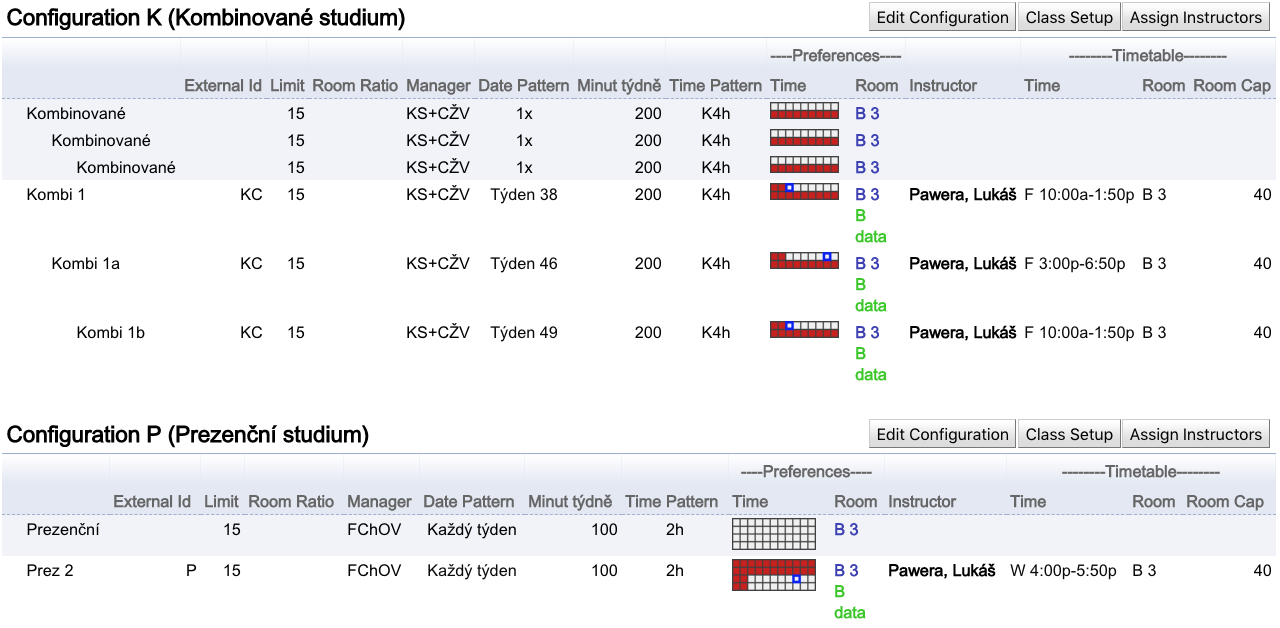 Configuration K (Kombinované studium) Edit Configuration Class Setup Assign Instructors
----Preferences---- --------Timetable--------
External Id Limit Room Ratio Manager Date Pattern Minut týdně Time Pattern Time Room Instructor Time Room Room Cap
Kombinované 15 KS+CŽV 1x 200 K4h B 3
Kombinované 15 KS+CŽV 1x 200 K4h B 3
Kombinované 15 KS+CŽV 1x 200 K4h B 3
Kombi 1 KC 15 KS+CŽV Týden 38 200 K4h B 3 Pawera, Lukáš F 10:00a-1:50p B 3 40
B
data
Kombi 1a KC 15 KS+CŽV Týden 46 200 K4h B 3 Pawera, Lukáš F 3:00p-6:50p B 3 40
B
data
Kombi 1b KC 15 KS+CŽV Týden 49 200 K4h B 3 Pawera, Lukáš F 10:00a-1:50p B 3 40
B
data
Configuration P (Prezenční studium) Edit Configuration Class Setup Assign Instructors
----Preferences---- --------Timetable--------
External Id Limit Room Ratio Manager Date Pattern Minut týdně Time Pattern Time Room Instructor Time Room Room Cap
Prezenční 15 FChOV Každý týden 100 2h B 3
Prez 2 P 15 FChOV Každý týden 100 2h B 3 Pawera, Lukáš W 4:00p-5:50p B 3 40
B
data